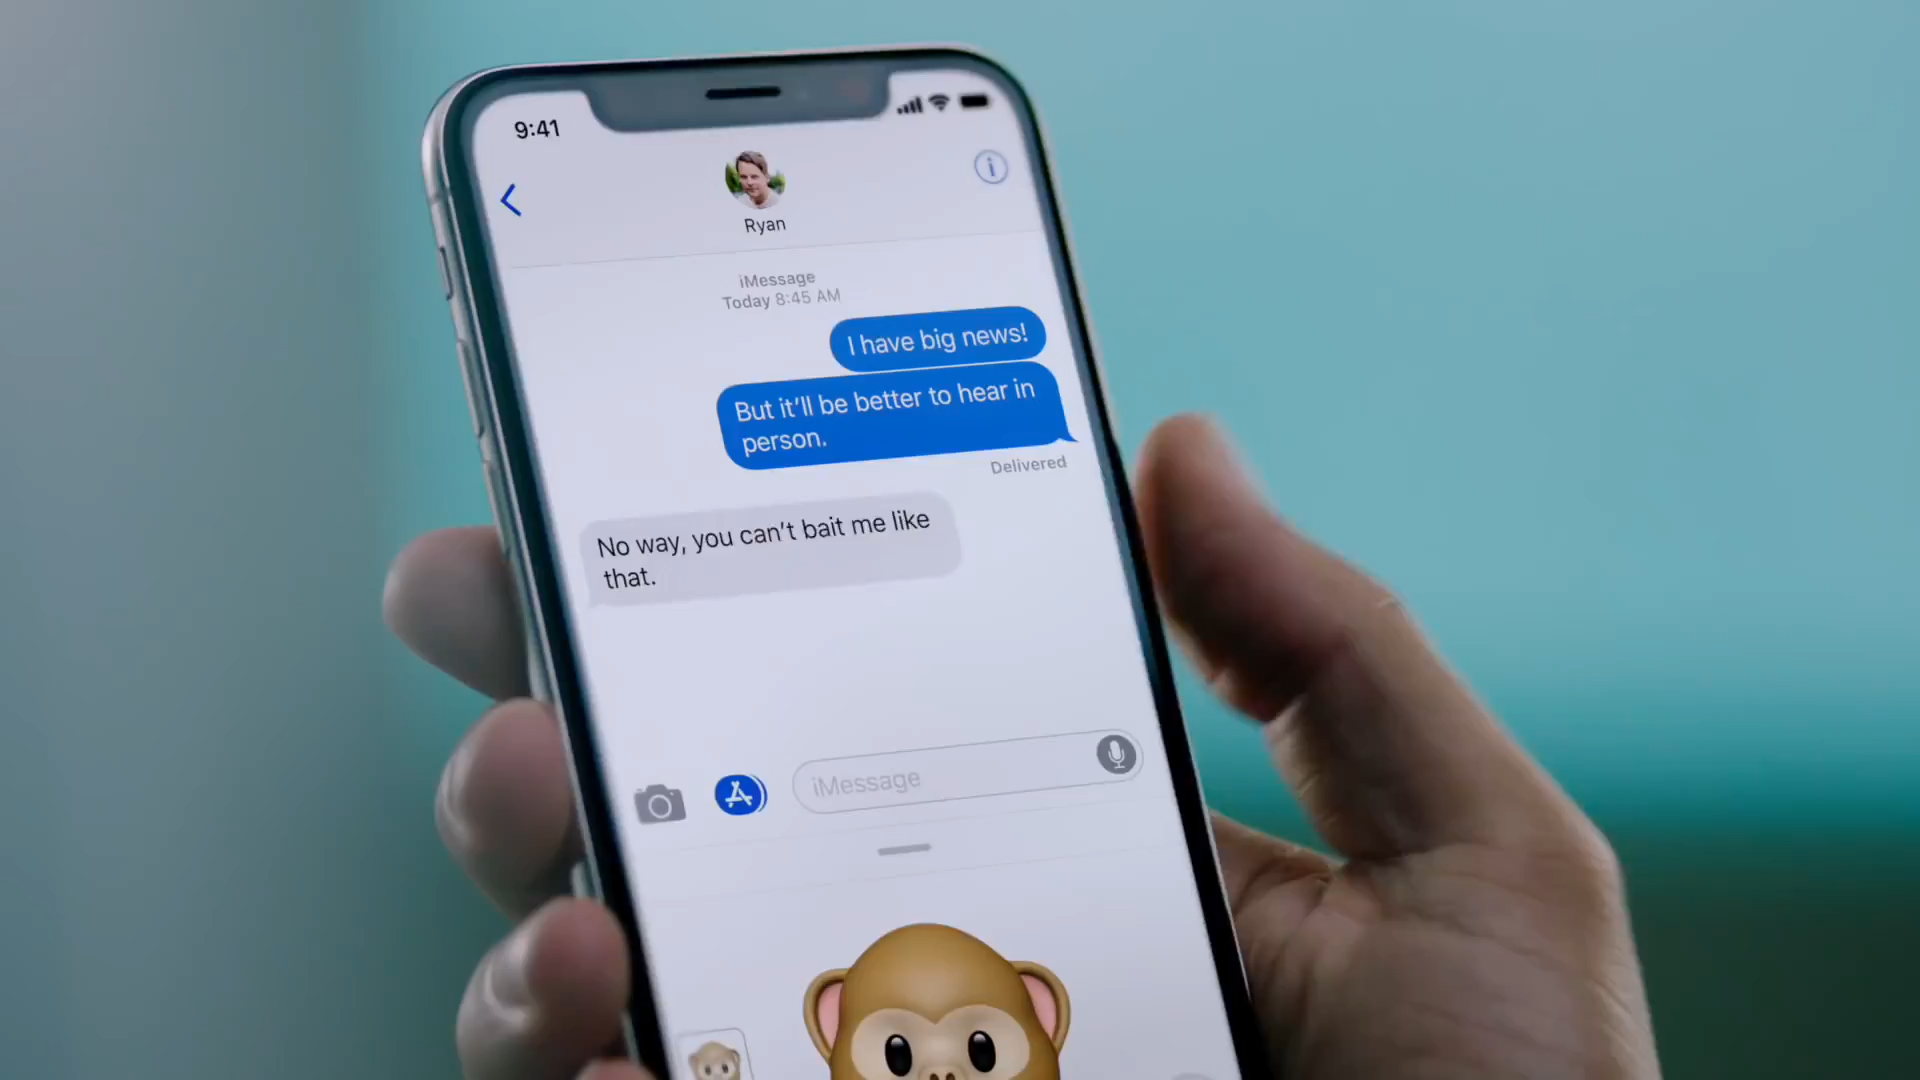 9:41
Ryan
iMessage
Today 8:45 AM
I have big news!
But it’ll be better to hear in
person.
Delivered
No way, you can’t bait me like
that.
iMessage